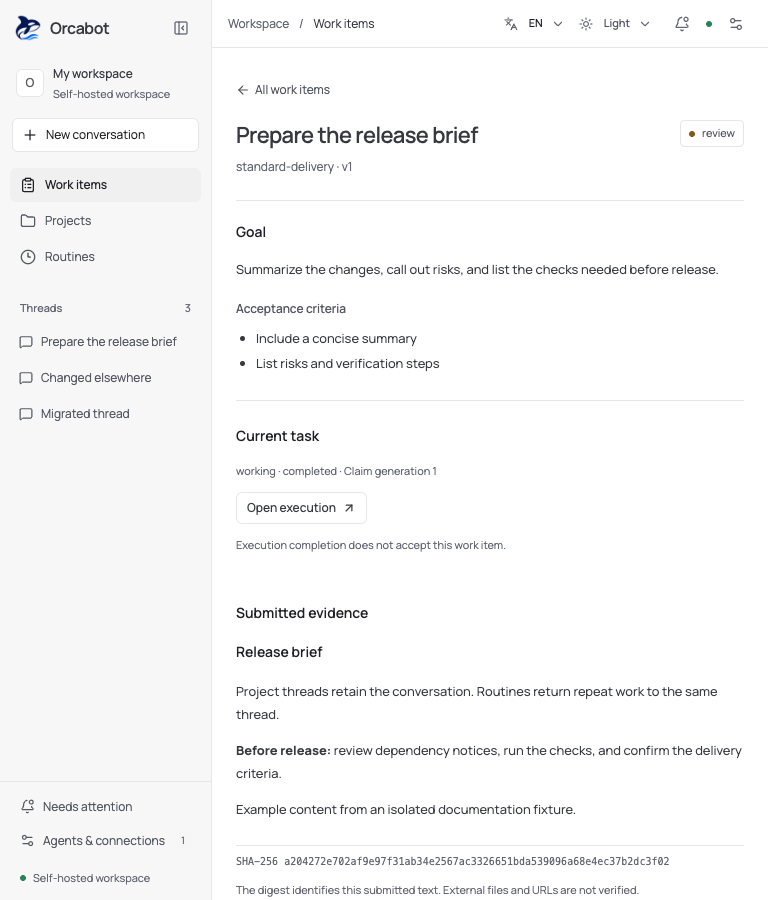 Orcabot
O
My workspace
Self-hosted workspace
New conversation
Work items
Projects
Routines
Threads
3
Prepare the release brief
Changed elsewhere
Migrated thread
Needs attention
Agents & connections
1
Self-hosted workspace
Workspace / Work items
EN
Light
All work items
Prepare the release brief
review
standard-delivery · v1
Goal
Summarize the changes, call out risks, and list the checks needed before release.
Acceptance criteria
• Include a concise summary
• List risks and verification steps
Current task
working · completed · Claim generation 1
Open execution
Execution completion does not accept this work item.
Submitted evidence
Release brief
Project threads retain the conversation. Routines return repeat work to the same
thread.
Before release: review dependency notices, run the checks, and confirm the delivery
criteria.
Example content from an isolated documentation fixture.
SHA-256 a204272e702af9e97f31ab34e2567ac3326651bda539096a68e4ec37b2dc3f02
The digest identifies this submitted text. External files and URLs are not verified.